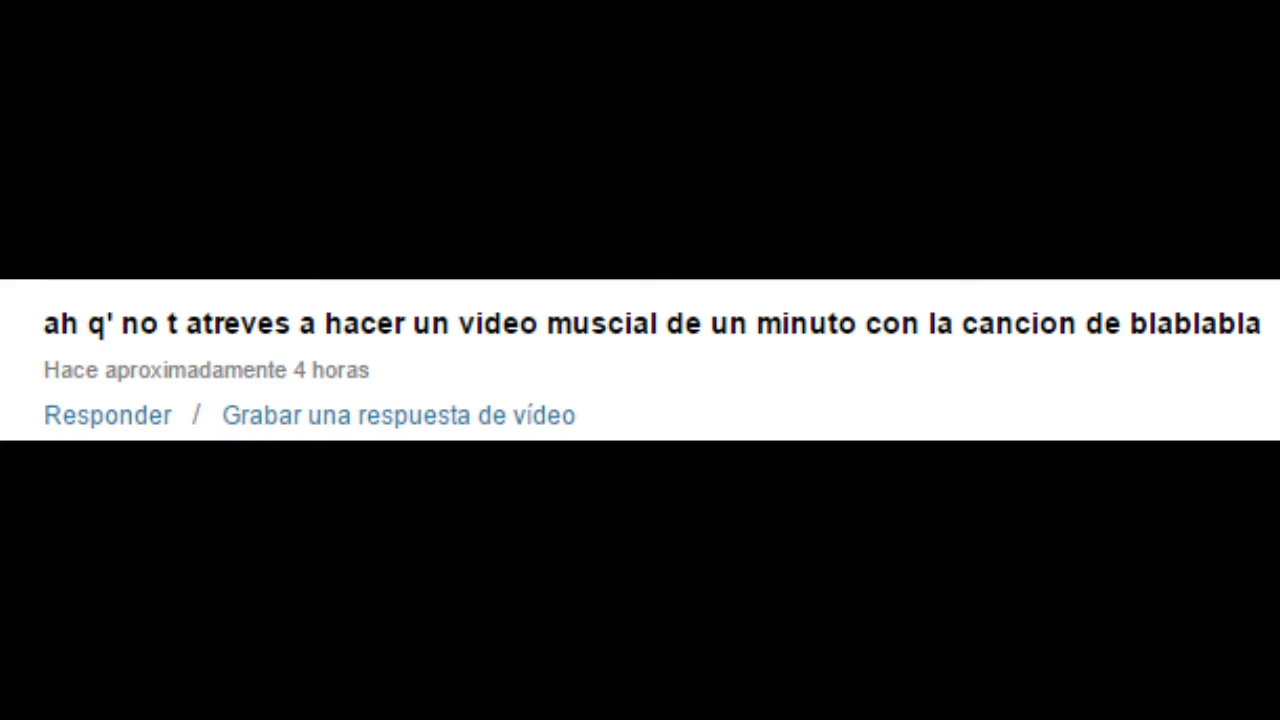 ah q' no t atreves a hacer un video muscial de un minuto con la cancion de blablabla
Hace aproximadamente 4 horas
Responder / Grabar una respuesta de vídeo